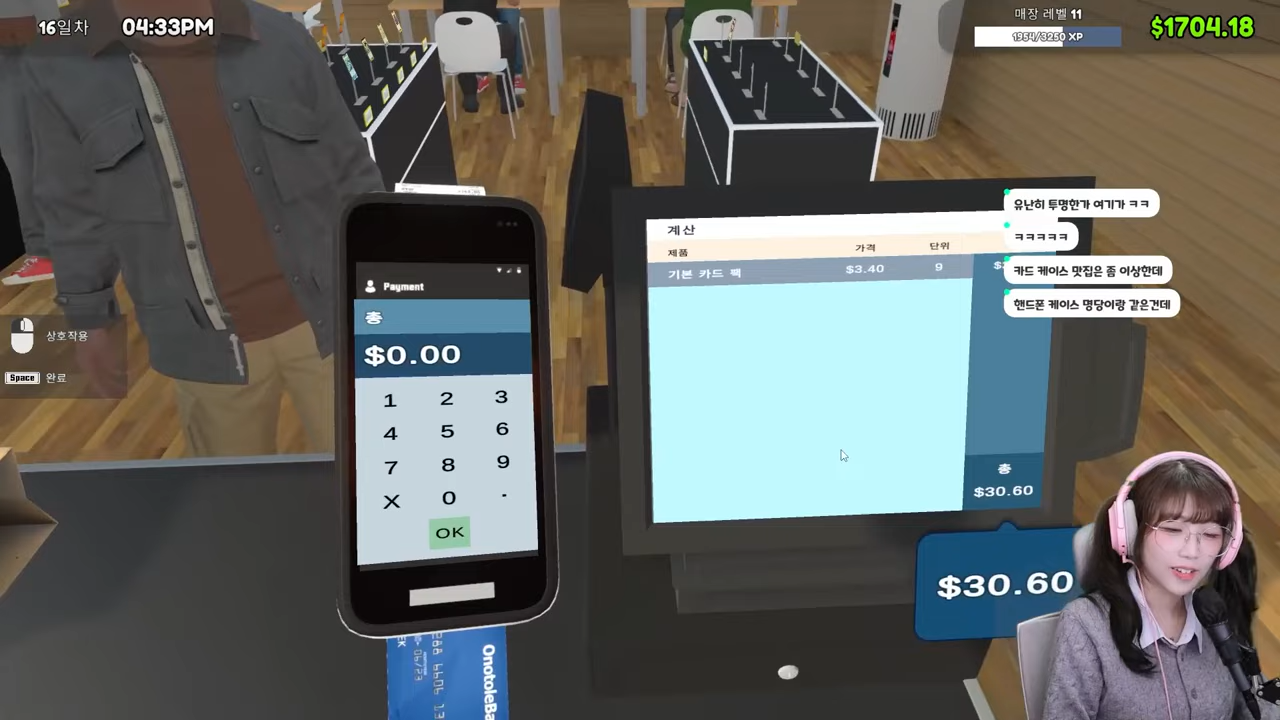 16일차 04:33PM
매장 레벨 11
1954/3250 XP
$1704.18
유난히 투명한가 여기가 ㅋㅋ
ㅋㅋㅋㅋㅋ
카드 케이스 맛집은 좀 이상한데
핸드폰 케이스 명당이랑 같은건데
상호작용
Space 완료
Payment
총
$0.00
1 2 3
4 5 6
7 8 9
X 0 .
OK
계산
제품 가격 단위
기본 카드 팩 $3.40 9
총
$30.60
$30.60
OnotoleBa